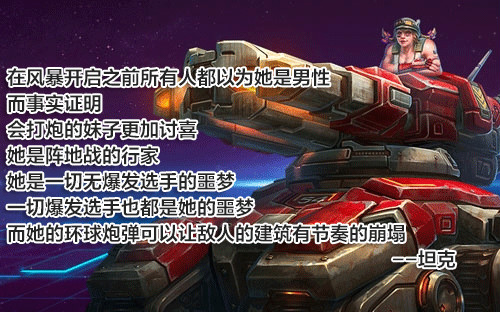 在风暴开启之前所有人都以为她是男性
而事实证明
会打炮的妹子更加讨喜
她是阵地战的行家
她是一切无爆发选手的噩梦
一切爆发选手也都是她的噩梦
而她的环球炮弹可以让敌人的建筑有节奏的崩塌
--坦克